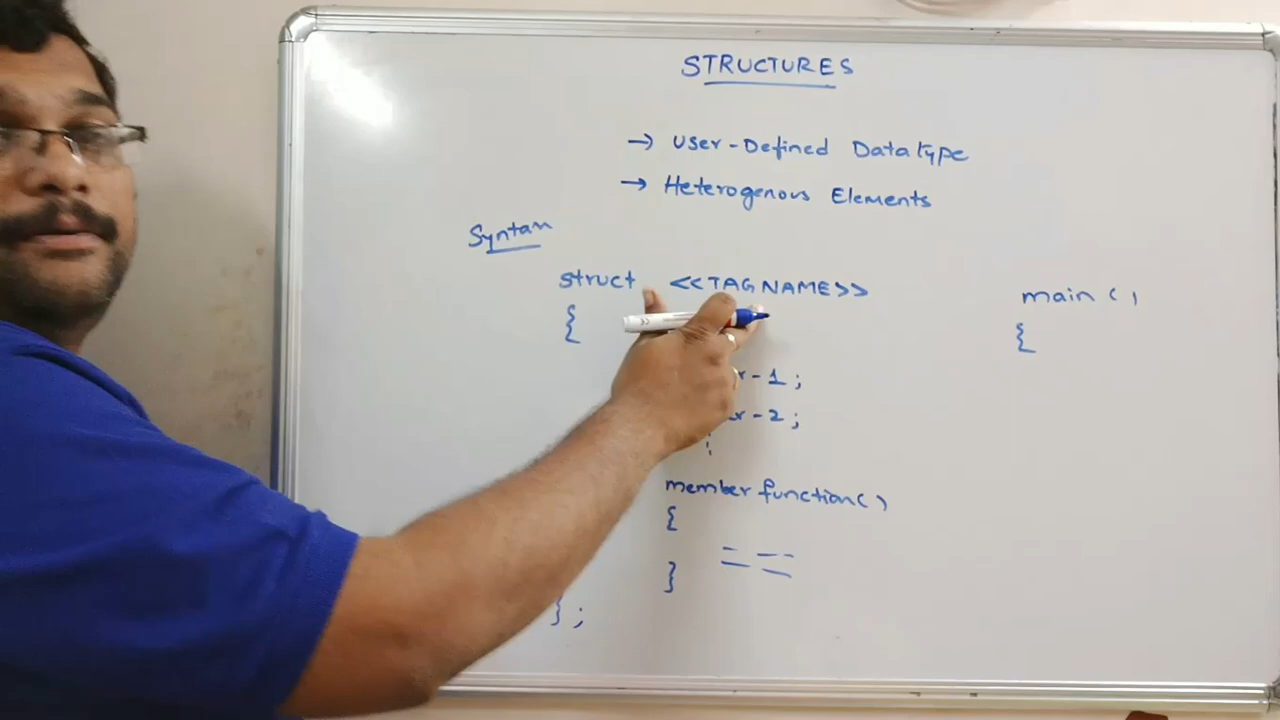 STRUCTURES
→ User-Defined Datatype
→ Heterogenous Elements
Syntax
struct <<TAGNAME>>
{
r-1;
r-2;
member function()
{
}
};
main()
{